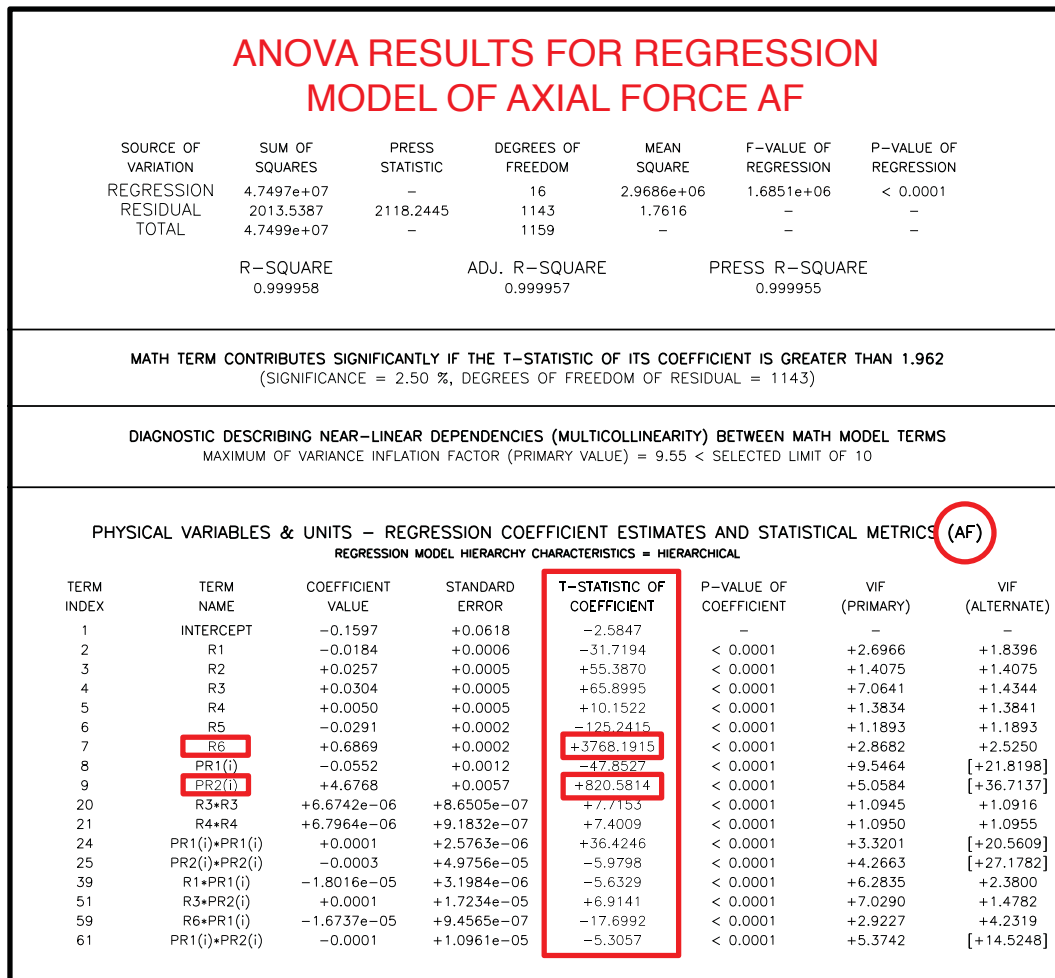 ANOVA RESULTS FOR REGRESSION
MODEL OF AXIAL FORCE AF
SOURCE OF SUM OF PRESS DEGREES OF MEAN F-VALUE OF P-VALUE OF
VARIATION SQUARES STATISTIC FREEDOM SQUARE REGRESSION REGRESSION
REGRESSION 4.7497e+07 – 16 2.9686e+06 1.6851e+06 < 0.0001
RESIDUAL 2013.5387 2118.2445 1143 1.7616 – –
TOTAL 4.7499e+07 – 1159 – – –
R-SQUARE ADJ. R-SQUARE PRESS R-SQUARE
0.999958 0.999957 0.999955
MATH TERM CONTRIBUTES SIGNIFICANTLY IF THE T-STATISTIC OF ITS COEFFICIENT IS GREATER THAN 1.962
(SIGNIFICANCE = 2.50 %, DEGREES OF FREEDOM OF RESIDUAL = 1143)
DIAGNOSTIC DESCRIBING NEAR-LINEAR DEPENDENCIES (MULTICOLLINEARITY) BETWEEN MATH MODEL TERMS
MAXIMUM OF VARIANCE INFLATION FACTOR (PRIMARY VALUE) = 9.55 < SELECTED LIMIT OF 10
PHYSICAL VARIABLES & UNITS – REGRESSION COEFFICIENT ESTIMATES AND STATISTICAL METRICS (AF)
REGRESSION MODEL HIERARCHY CHARACTERISTICS = HIERARCHICAL
TERM TERM COEFFICIENT STANDARD T-STATISTIC OF P-VALUE OF VIF VIF
INDEX NAME VALUE ERROR COEFFICIENT COEFFICIENT (PRIMARY) (ALTERNATE)
1 INTERCEPT -0.1597 +0.0618 -2.5847 – – –
2 R1 -0.0184 +0.0006 -31.7194 < 0.0001 +2.6966 +1.8396
3 R2 +0.0257 +0.0005 +55.3870 < 0.0001 +1.4075 +1.4075
4 R3 +0.0304 +0.0005 +65.8995 < 0.0001 +7.0641 +1.4344
5 R4 +0.0050 +0.0005 +10.1522 < 0.0001 +1.3834 +1.3841
6 R5 -0.0291 +0.0002 -125.2415 < 0.0001 +1.1893 +1.1893
7 R6 +0.6869 +0.0002 +3768.1915 < 0.0001 +2.8682 +2.5250
8 PR1(i) -0.0552 +0.0012 -47.8527 < 0.0001 +9.5464 [+21.8198]
9 PR2(i) +4.6768 +0.0057 +820.5814 < 0.0001 +5.0584 [+36.7137]
20 R3*R3 +6.6742e-06 +8.6505e-07 +7.7153 < 0.0001 +1.0945 +1.0916
21 R4*R4 +6.7964e-06 +9.1832e-07 +7.4009 < 0.0001 +1.0950 +1.0955
24 PR1(i)*PR1(i) +0.0001 +2.5763e-06 +36.4246 < 0.0001 +3.3201 [+20.5609]
25 PR2(i)*PR2(i) -0.0003 +4.9756e-05 -5.9798 < 0.0001 +4.2663 [+27.1782]
39 R1*PR1(i) -1.8016e-05 +3.1984e-06 -5.6329 < 0.0001 +6.2835 +2.3800
51 R3*PR2(i) +0.0001 +1.7234e-05 +6.9141 < 0.0001 +7.0290 +1.4782
59 R6*PR1(i) -1.6737e-05 +9.4565e-07 -17.6992 < 0.0001 +2.9227 +4.2319
61 PR1(i)*PR2(i) -0.0001 +1.0961e-05 -5.3057 < 0.0001 +5.3742 [+14.5248]